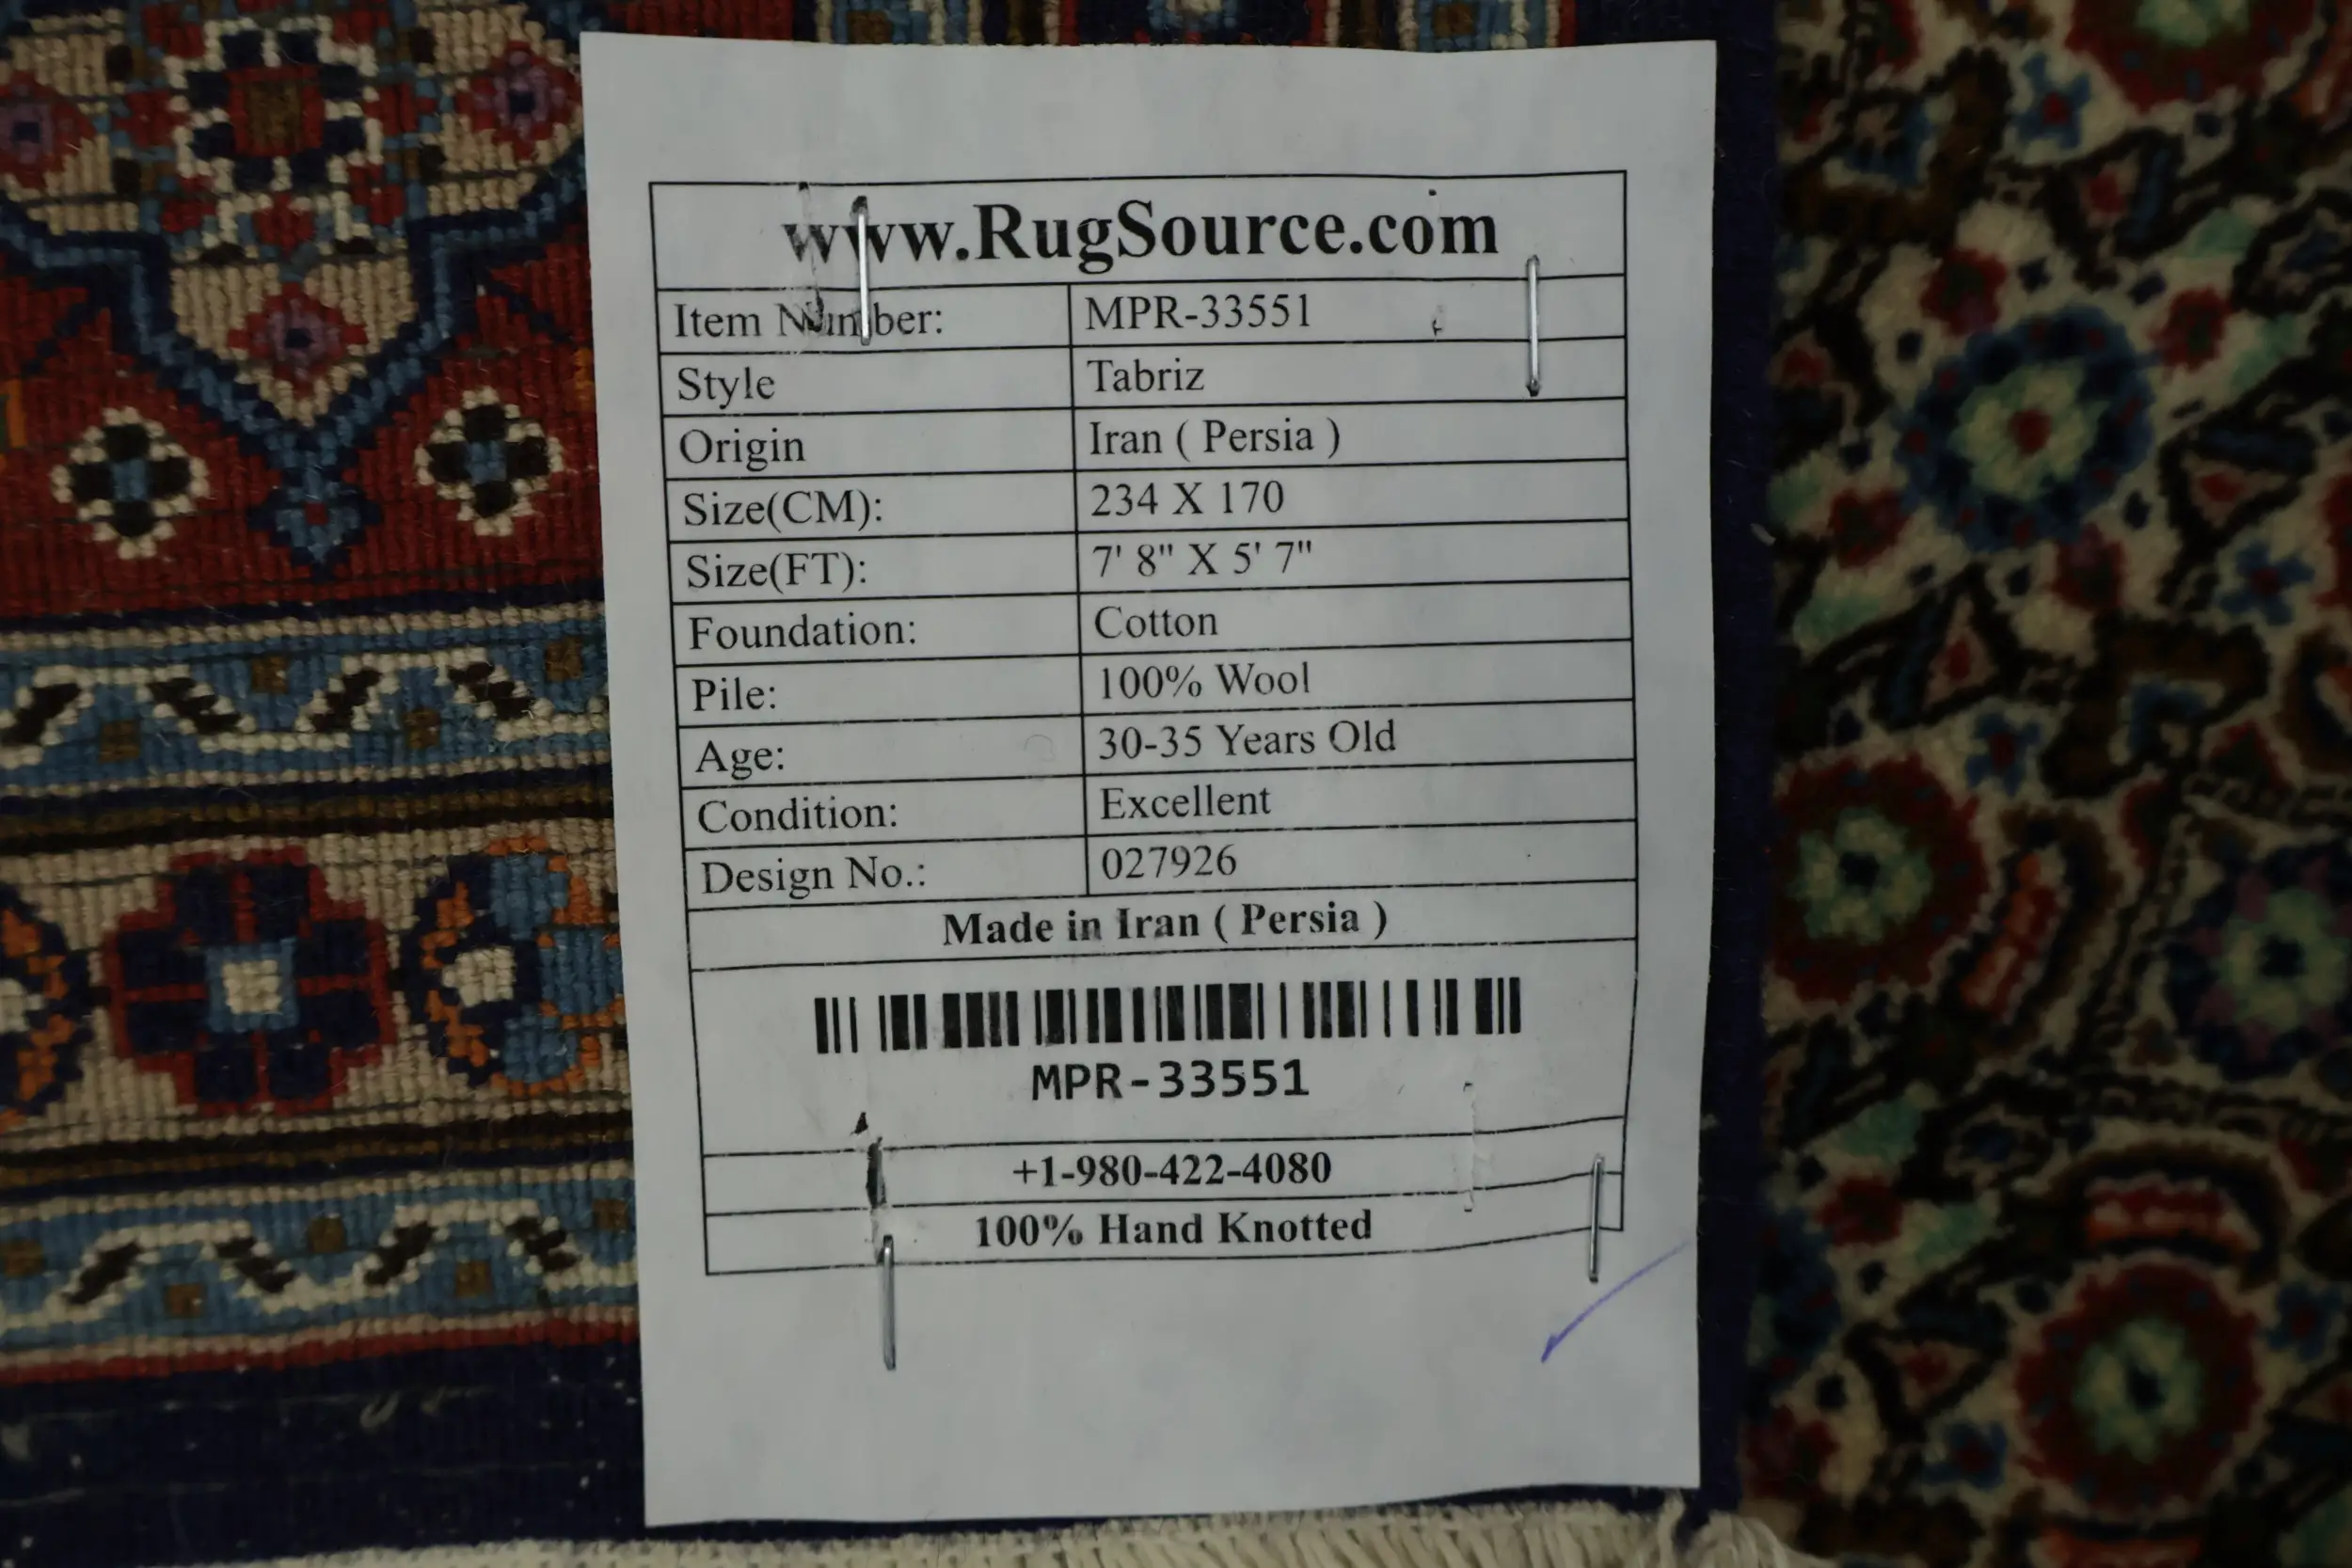 www.RugSource.com
Item Number: MPR-33551
Style Tabriz
Origin Iran ( Persia )
Size(CM): 234 X 170
Size(FT): 7' 8" X 5' 7"
Foundation: Cotton
Pile: 100% Wool
Age: 30-35 Years Old
Condition: Excellent
Design No.: 027926
Made in Iran ( Persia )
MPR-33551
+1-980-422-4080
100% Hand Knotted